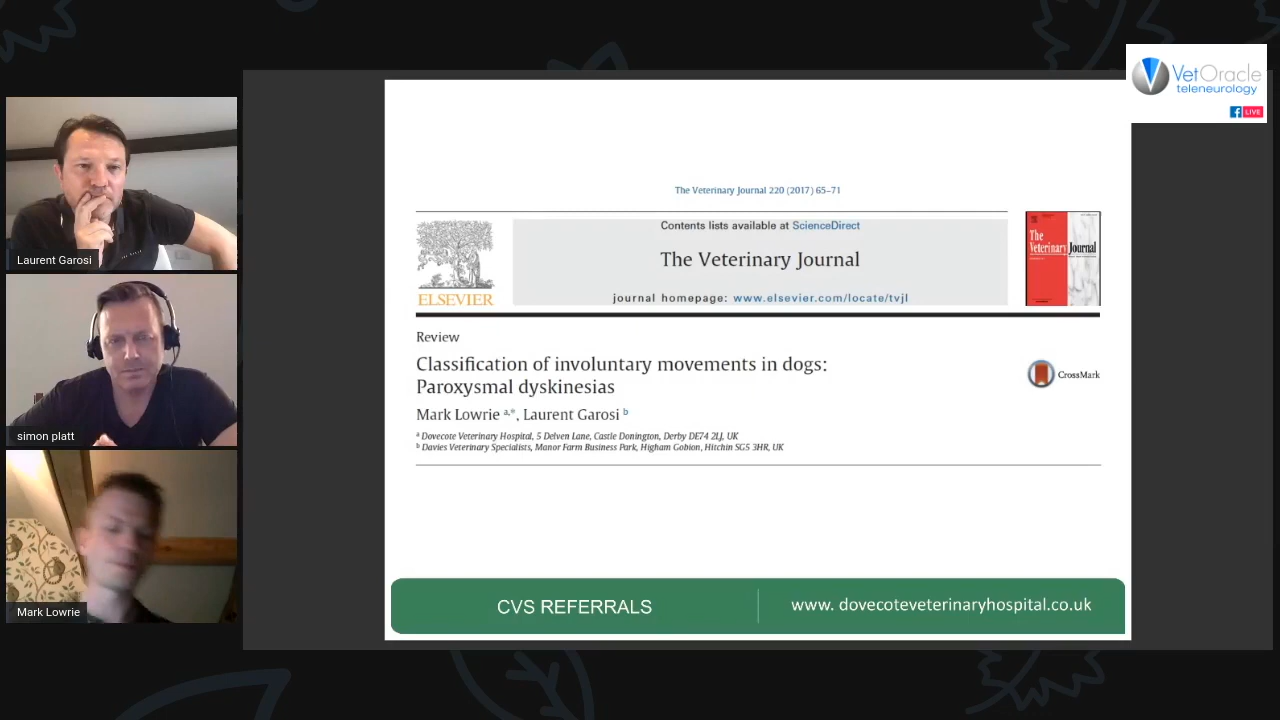 VetOracle
teleneurology
LIVE
Laurent Garosi
simon platt
Mark Lowrie
The Veterinary Journal 220 (2017) 65–71
Contents lists available at ScienceDirect
The Veterinary Journal
journal homepage: www.elsevier.com/locate/tvjl
ELSEVIER
The
Veterinary Journal
Review
Classification of involuntary movements in dogs:
Paroxysmal dyskinesias
CrossMark
Mark Lowrie a,*, Laurent Garosi b
a Dovecote Veterinary Hospital, 5 Delven Lane, Castle Donington, Derby DE74 2LJ, UK
b Davies Veterinary Specialists, Manor Farm Business Park, Higham Gobion, Hitchin SG5 3HR, UK
CVS REFERRALS
www. dovecoteveterinaryhospital.co.uk